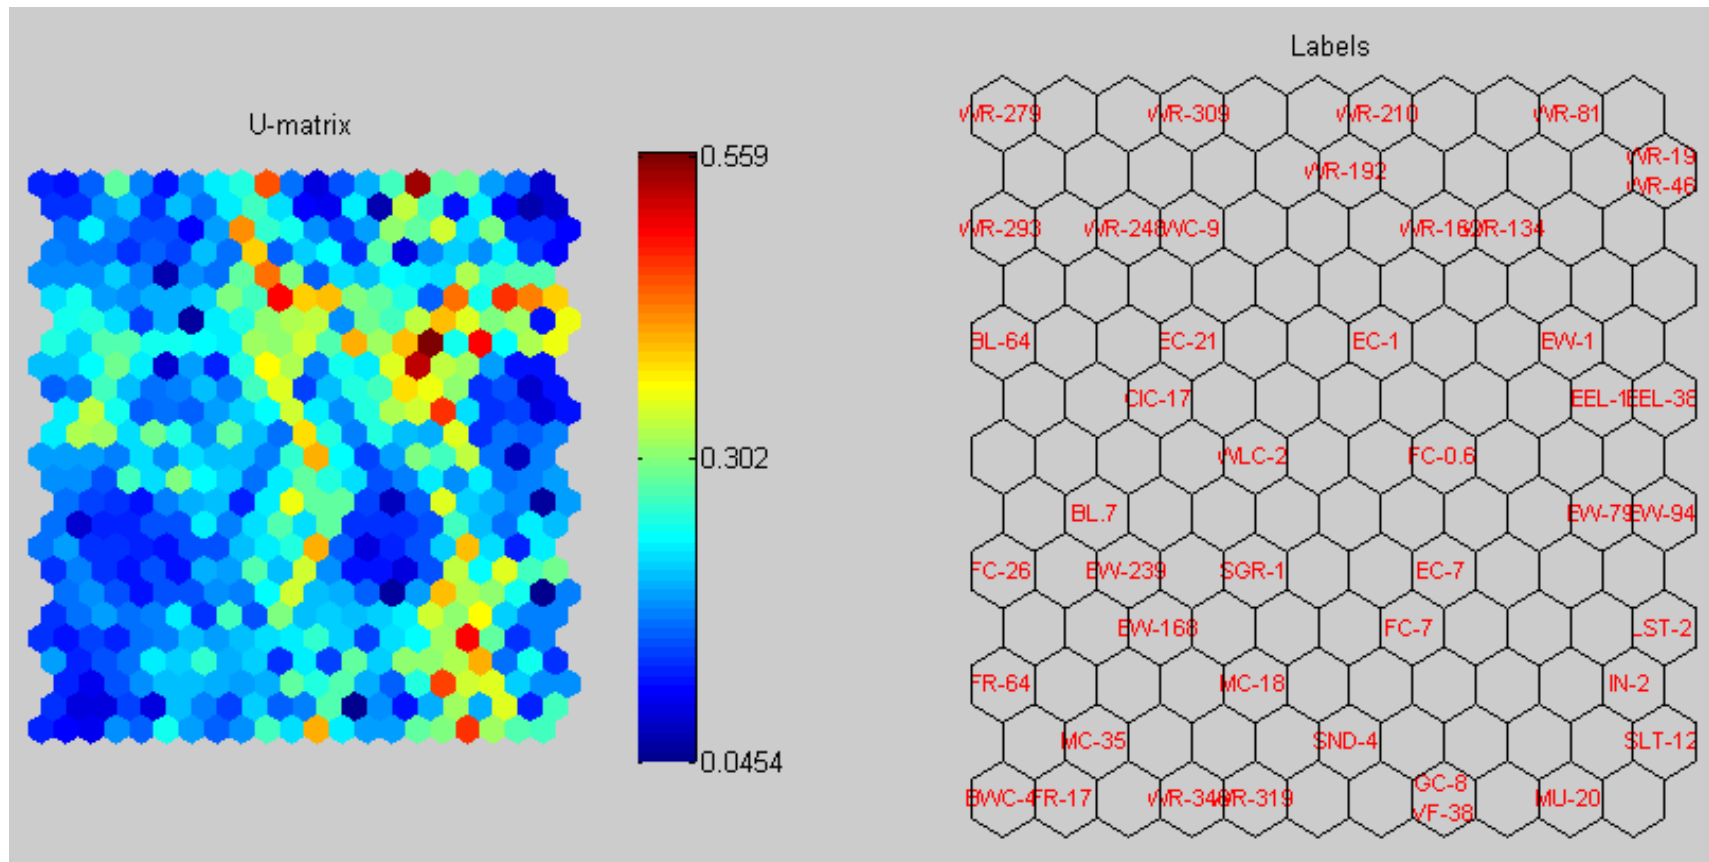 Labels
U-matrix
0.559
0.302
0.0454
WR-279 WR-309 WR-210 WR-81
WR-192 WR-19
WR-46
WR-293 WR-248 WC-9 WR-162 WR-134
BL-64 EC-21 EC-1 EW-1
CIC-17 EEL-1 EEL-38
WLC-2 FC-0.6
BL.7 EW-79 EW-94
FC-26 EW-239 SGR-1 EC-7
EW-168 FC-7 LST-2
FR-64 MC-18 IN-2
MC-35 SND-4 SLT-12
GC-8
BWC-4 FR-17 WR-319 MU-20
VF-38